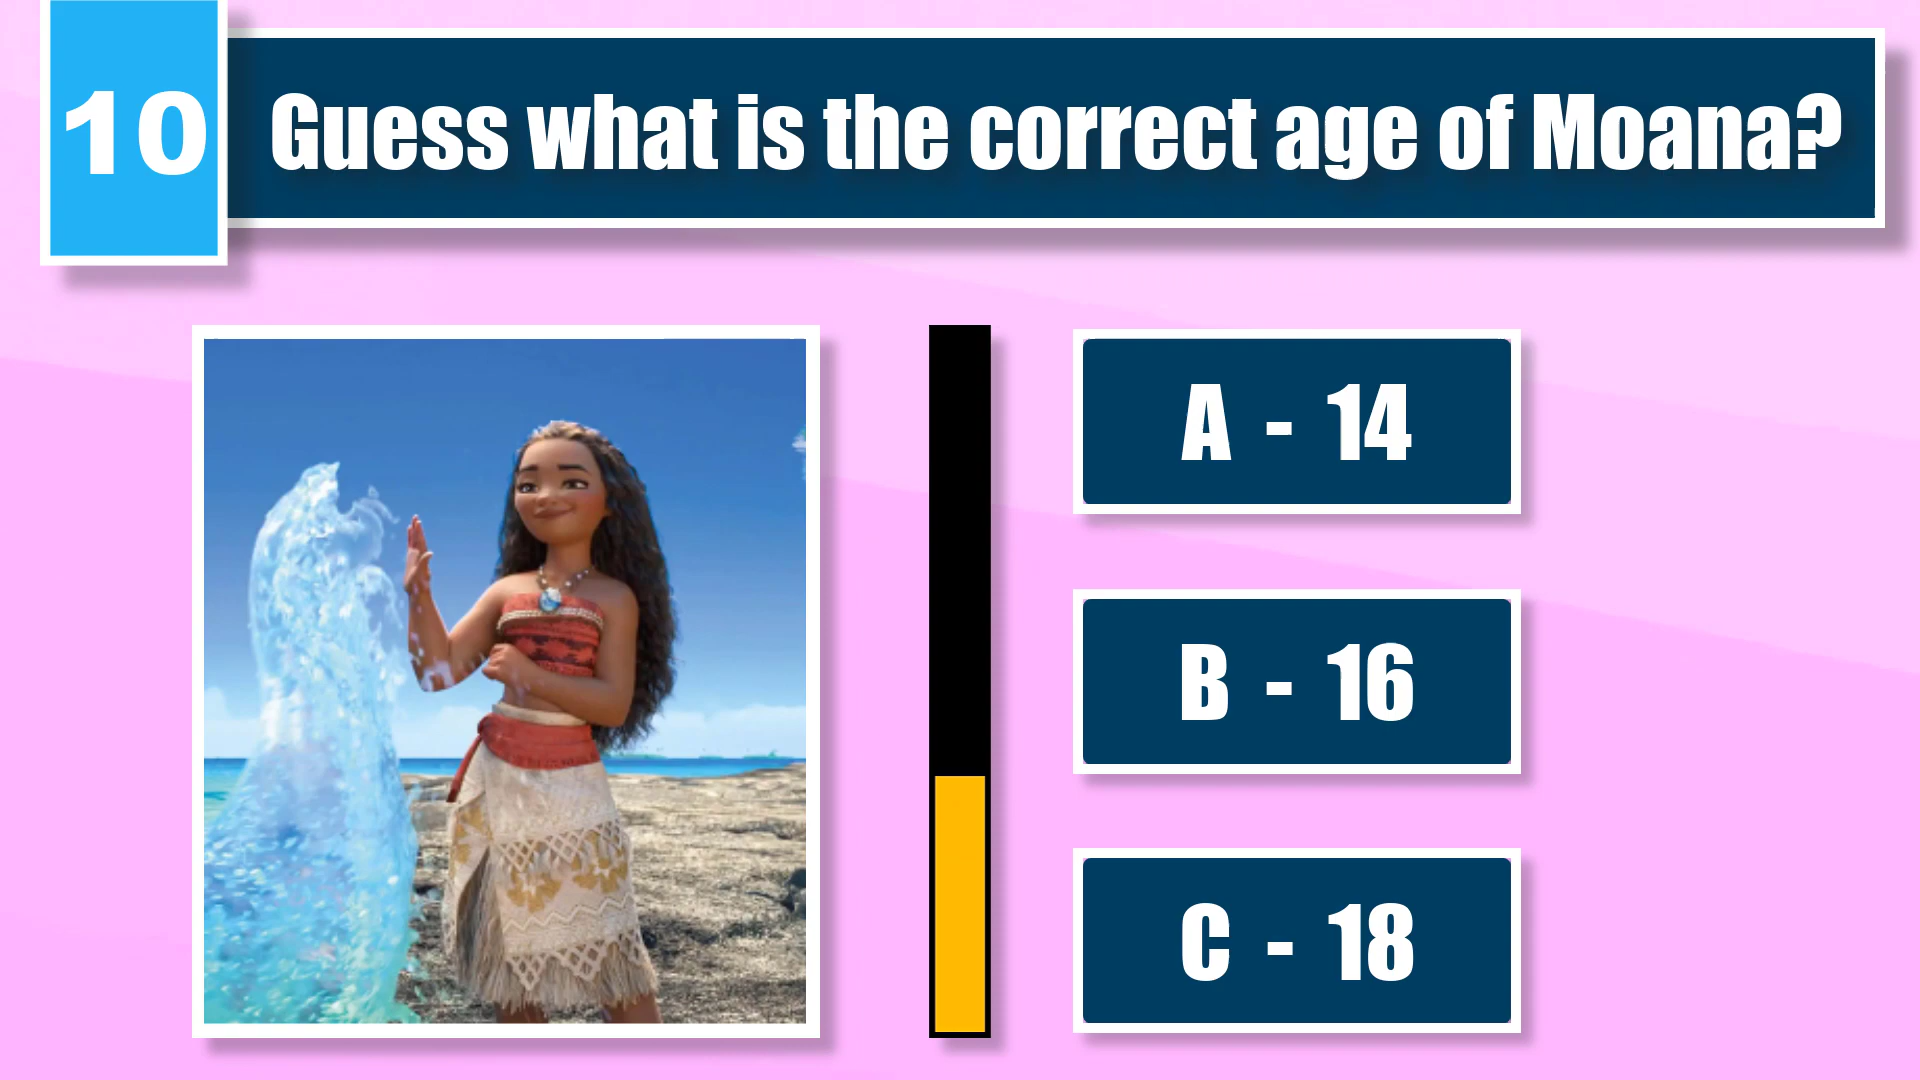 10
Guess what is the correct age of Moana?
A - 14
B - 16
C - 18